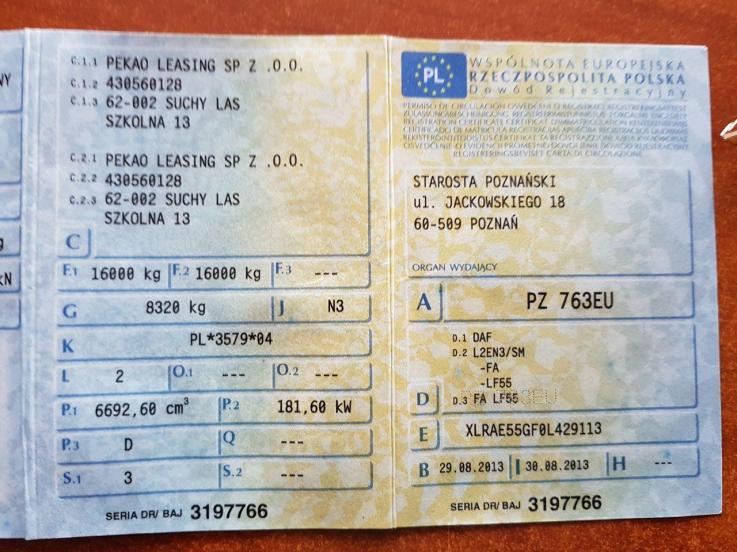 C.1.1 PEKAO LEASING SP Z .O.O.
C.1.2 430560128
C.1.3 62-002 SUCHY LAS
SZKOLNA 13
C.2.1 PEKAO LEASING SP Z .O.O.
C.2.2 430560128
C.2.3 62-002 SUCHY LAS
SZKOLNA 13
C
F.1 16000 kg F.2 16000 kg F.3 ---
G 8320 kg J N3
K PL*3579*04
L 2 O.1 --- O.2 ---
P.1 6692,60 cm³ P.2 181,60 kW
P.3 D Q ---
S.1 3 S.2 ---
SERIA DR/ BAJ 3197766
PL
WSPÓLNOTA EUROPEJSKA
RZECZPOSPOLITA POLSKA
Dowód Rejestracyjny
STAROSTA POZNAŃSKI
ul. JACKOWSKIEGO 18
60-509 POZNAŃ
ORGAN WYDAJĄCY
A PZ 763EU
D.1 DAF
D.2 L2EN3/SM
-FA
-LF55
D D.3 FA LF55
E XLRAE55GF0L429113
B 29.08.2013 I 30.08.2013 H ---
SERIA DR/ BAJ 3197766